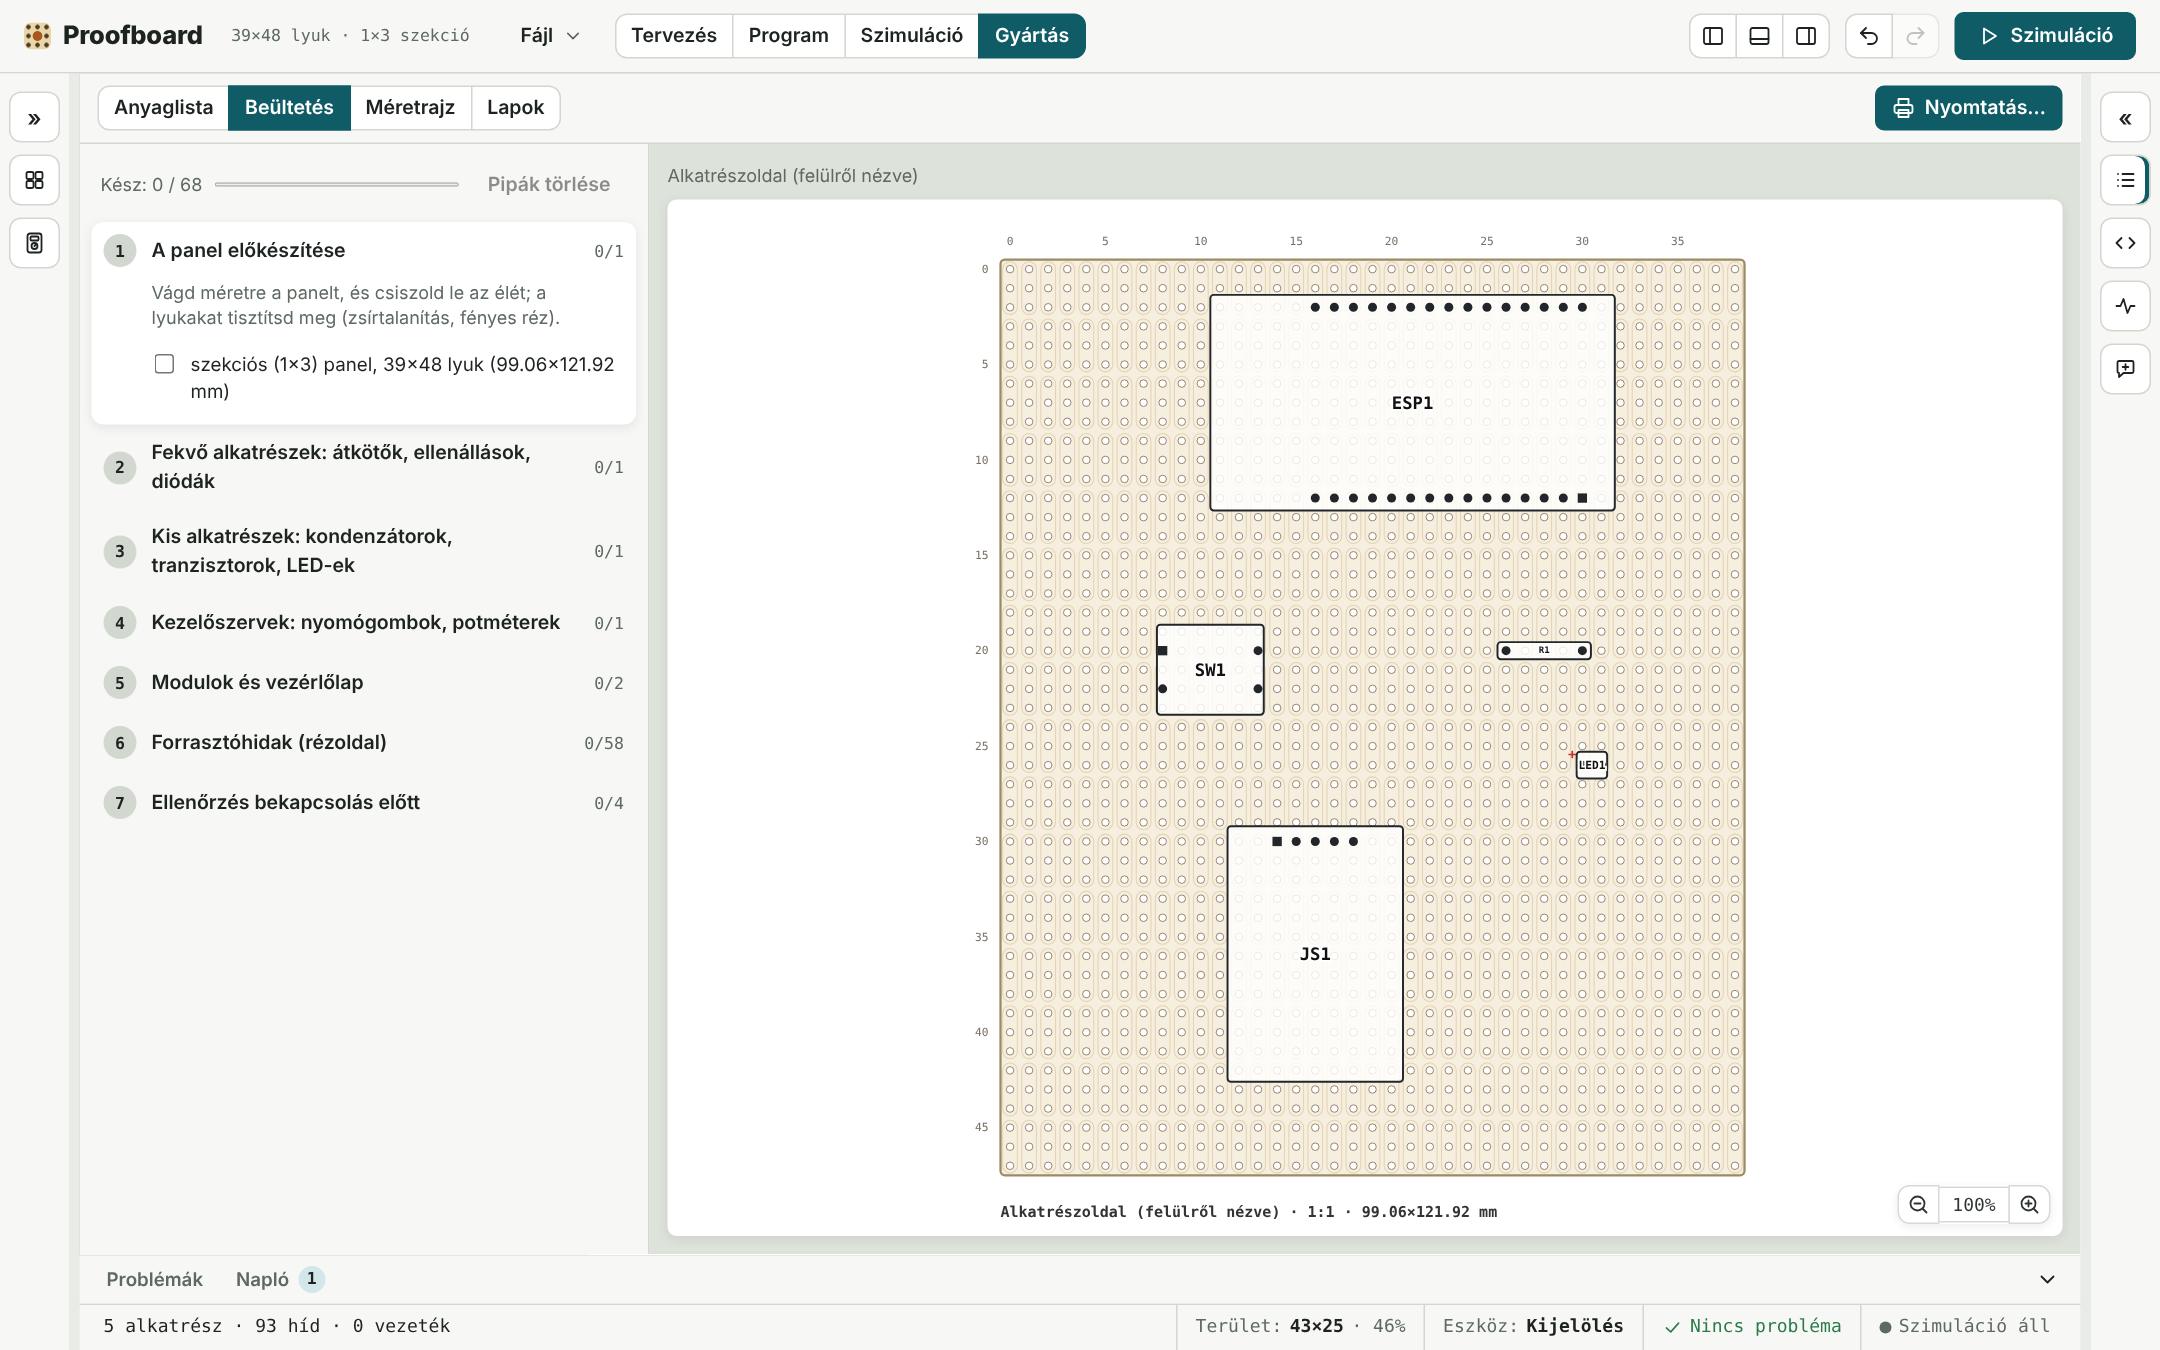 Proofboard
39×48 lyuk · 1×3 szekció
Fájl
Tervezés
Program
Szimuláció
Gyártás
Szimuláció
Anyaglista
Beültetés
Méretrajz
Lapok
Nyomtatás...
Kész: 0 / 68
Pipák törlése
1
A panel előkészítése
0/1
Vágd méretre a panelt, és csiszold le az élét; a
lyukakat tisztítsd meg (zsírtalanítás, fényes réz).
szekciós (1×3) panel, 39×48 lyuk (99.06×121.92
mm)
2
Fekvő alkatrészek: átkötők, ellenállások,
diódák
0/1
3
Kis alkatrészek: kondenzátorok,
tranzisztorok, LED-ek
0/1
4
Kezelőszervek: nyomógombok, potméterek
0/1
5
Modulok és vezérlőlap
0/2
6
Forrasztóhidak (rézoldal)
0/58
7
Ellenőrzés bekapcsolás előtt
0/4
Alkatrészoldal (felülről nézve)
0 5 10 15 20 25 30 35
0
5
10
15
20
25
30
35
40
45
ESP1
SW1
R1
+
LED1
JS1
Alkatrészoldal (felülről nézve) · 1:1 · 99.06×121.92 mm
100%
Problémák
Napló 1
5 alkatrész · 93 híd · 0 vezeték
Terület: 43×25 · 46%
Eszköz: Kijelölés
Nincs probléma
Szimuláció áll